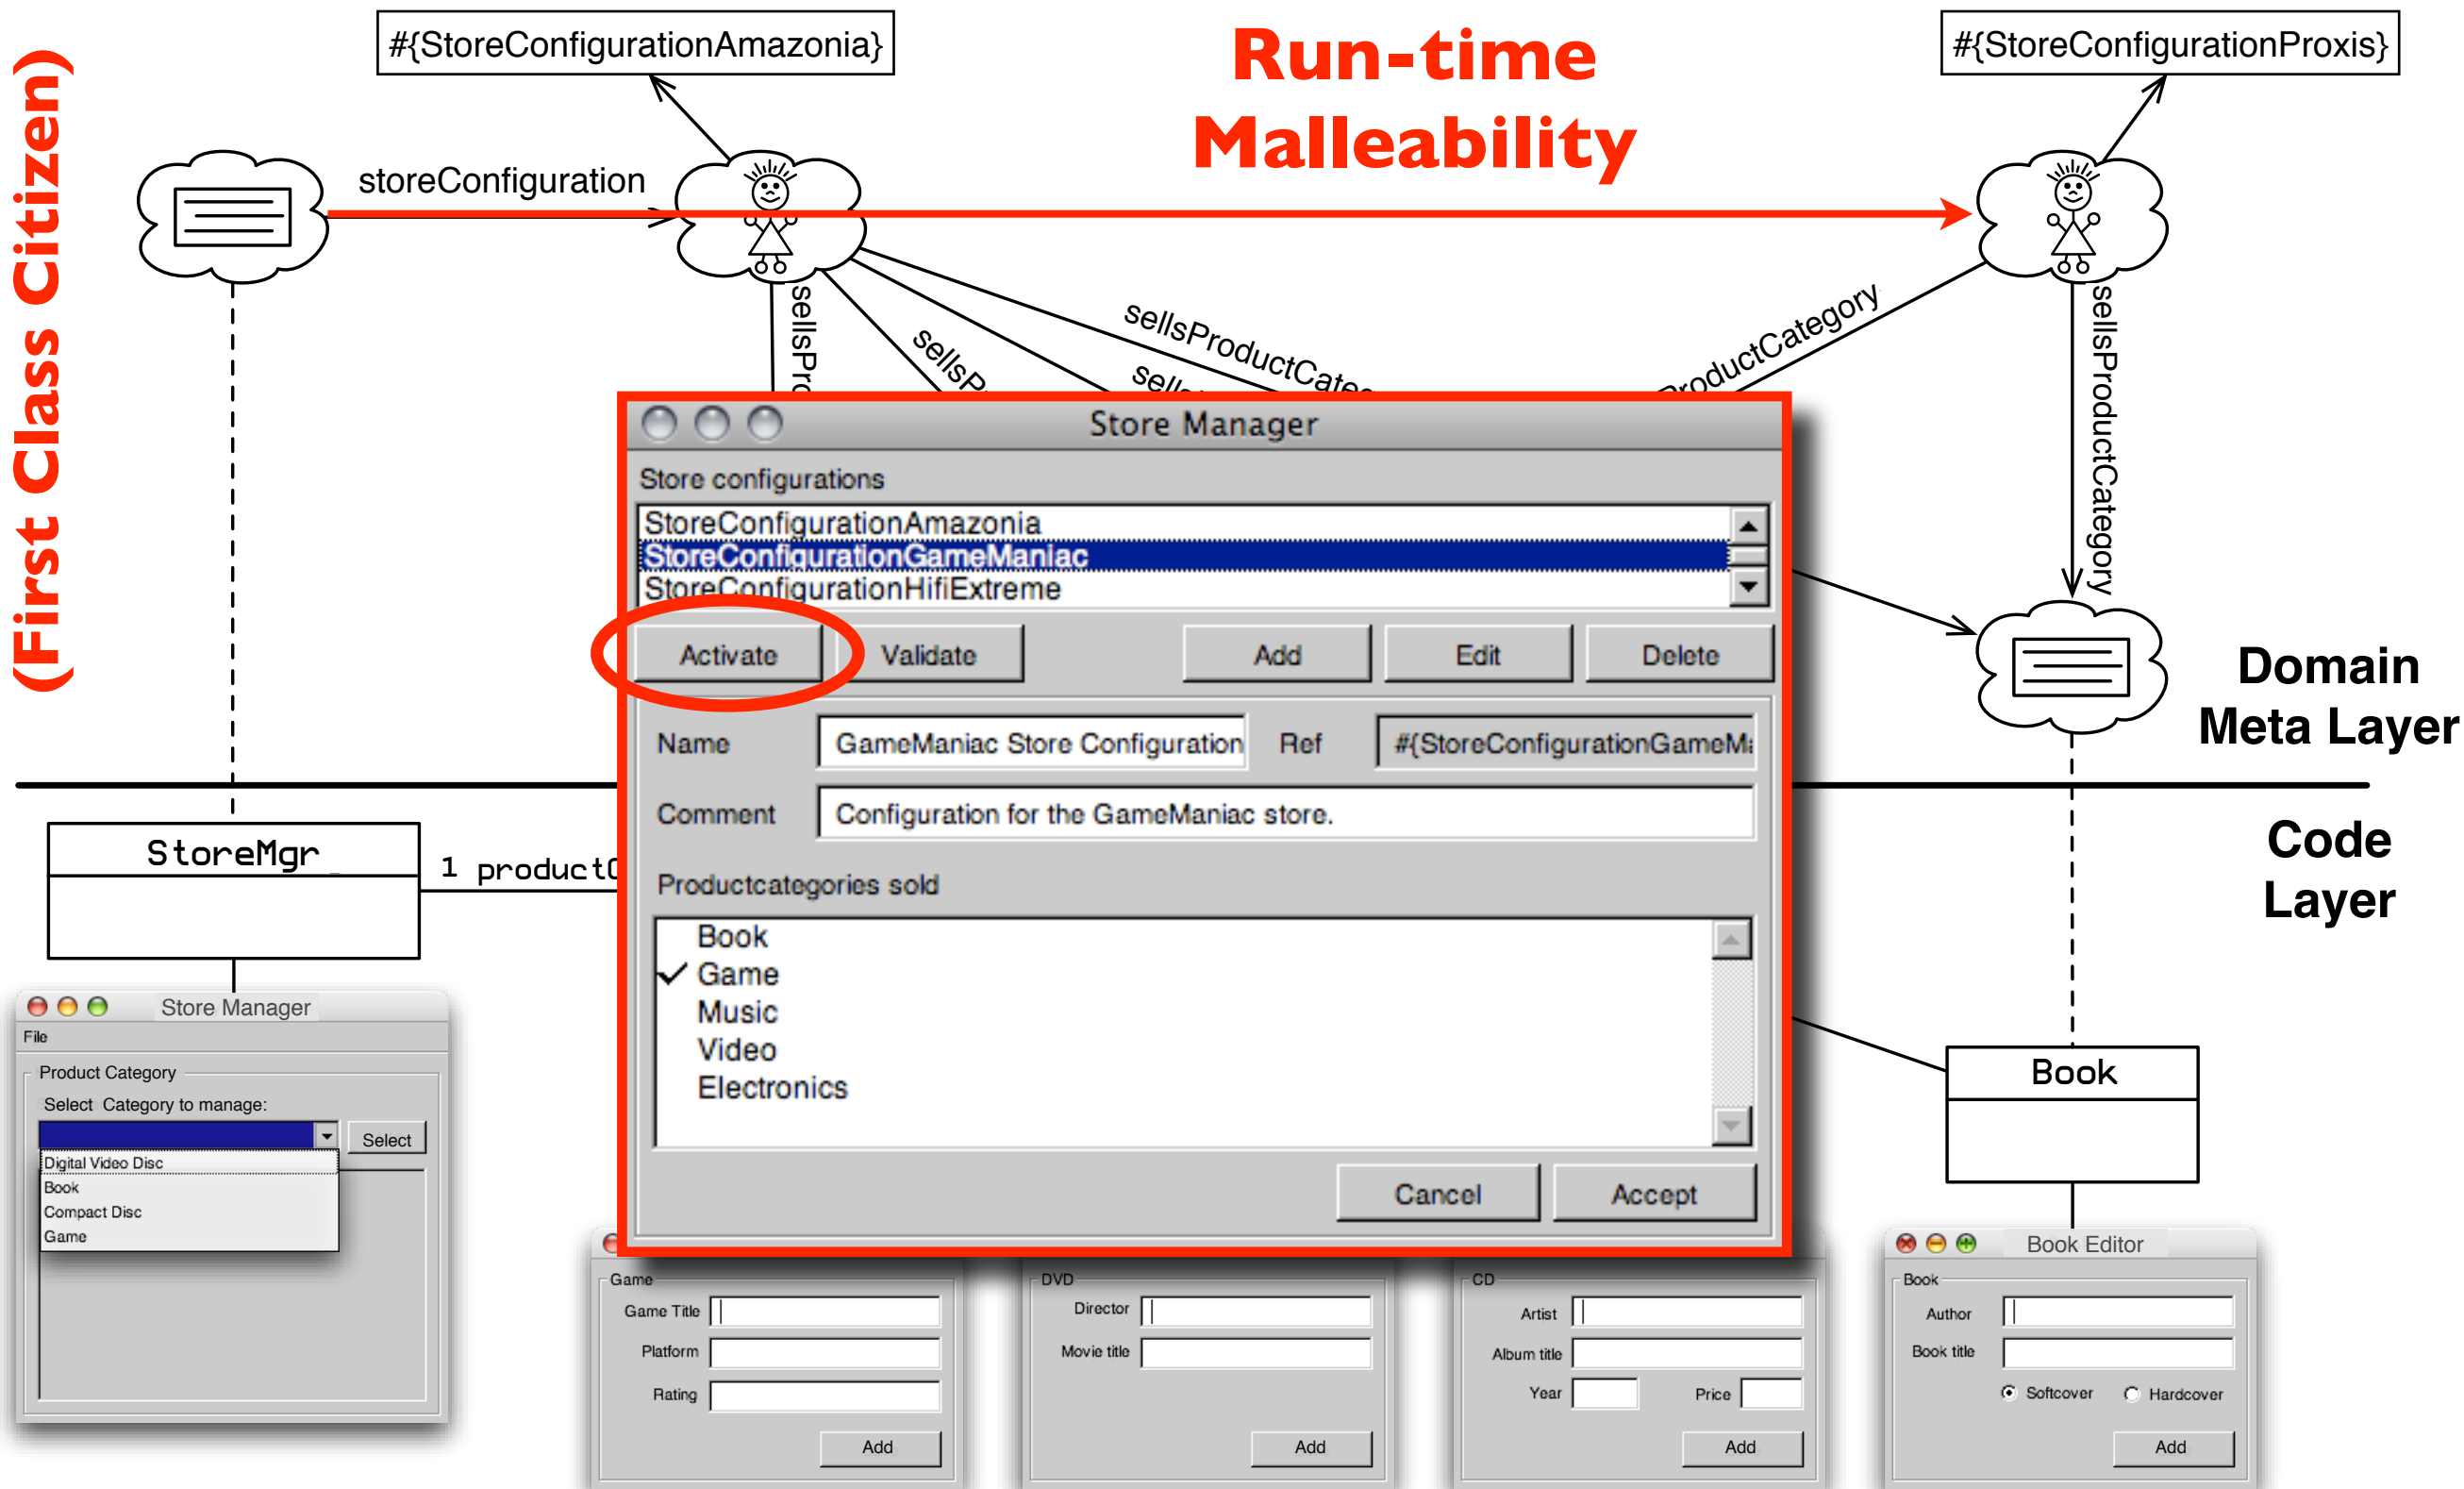 #{StoreConfigurationAmazonia}
Run-time
Malleability
#{StoreConfigurationProxis}
(First Class Citizen)
storeConfiguration
sellsProductCategory
Store Manager
Store configurations
StoreConfigurationAmazonia
StoreConfigurationGameManiac
StoreConfigurationHifiExtreme
Activate Validate Add Edit Delete
Name GameManiac Store Configuration Ref
Comment Configuration for the GameManiac store.
Productcategories sold
Book
Game
Music
Video
Electronics
Cancel Accept
Domain
Meta Layer
Code
Layer
StoreMgr
1
Store Manager
File
Product Category
Select Category to manage:
Select
Digital Video Disc
Book
Compact Disc
Game
Game
Game Title
Platform
Rating
Add
DVD
Director
Movie title
Add
CD
Artist
Album title
Year Price
Add
Book
Book Editor
Book
Author
Book title
Softcover Hardcover
Add